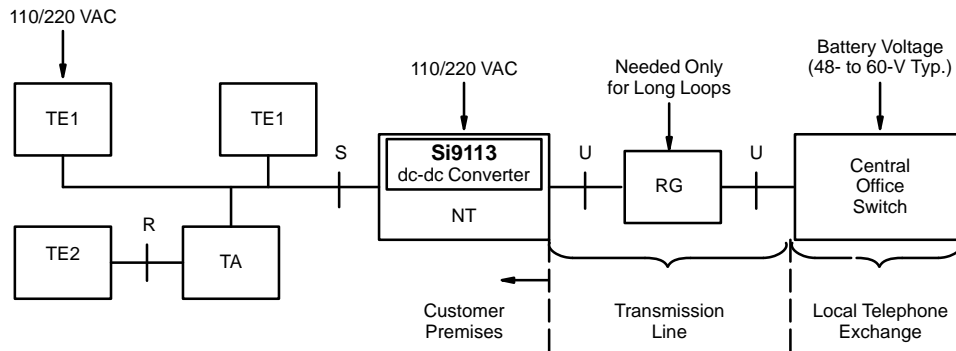 110/220 VAC
TE1
TE1
S
110/220 VAC
Si9113
dc-dc Converter
NT
U
Needed Only
for Long Loops
RG
U
Battery Voltage
(48- to 60-V Typ.)
Central
Office
Switch
TE2
R
TA
Customer
Premises
Transmission
Line
Local Telephone
Exchange